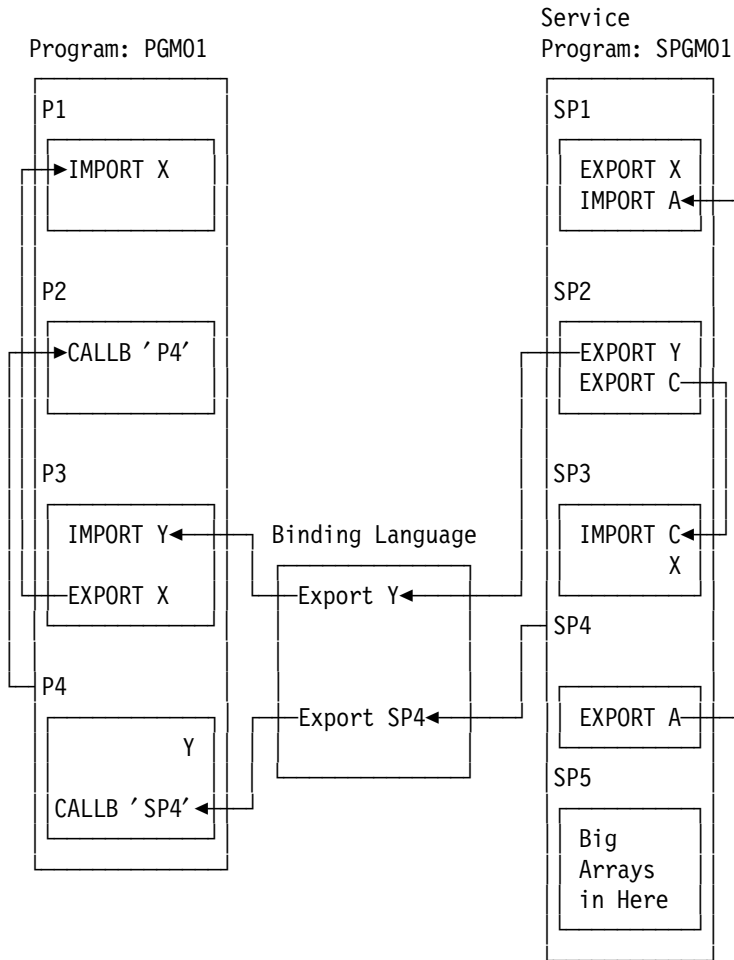 Service
Program: PGM01
Program: SPGM01
P1
IMPORT X
P2
CALLB 'P4'
P3
IMPORT Y
EXPORT X
P4
Y
CALLB 'SP4'
Binding Language
Export Y
Export SP4
SP1
EXPORT X
IMPORT A
SP2
EXPORT Y
EXPORT C
SP3
IMPORT C
X
SP4
EXPORT A
SP5
Big
Arrays
in Here